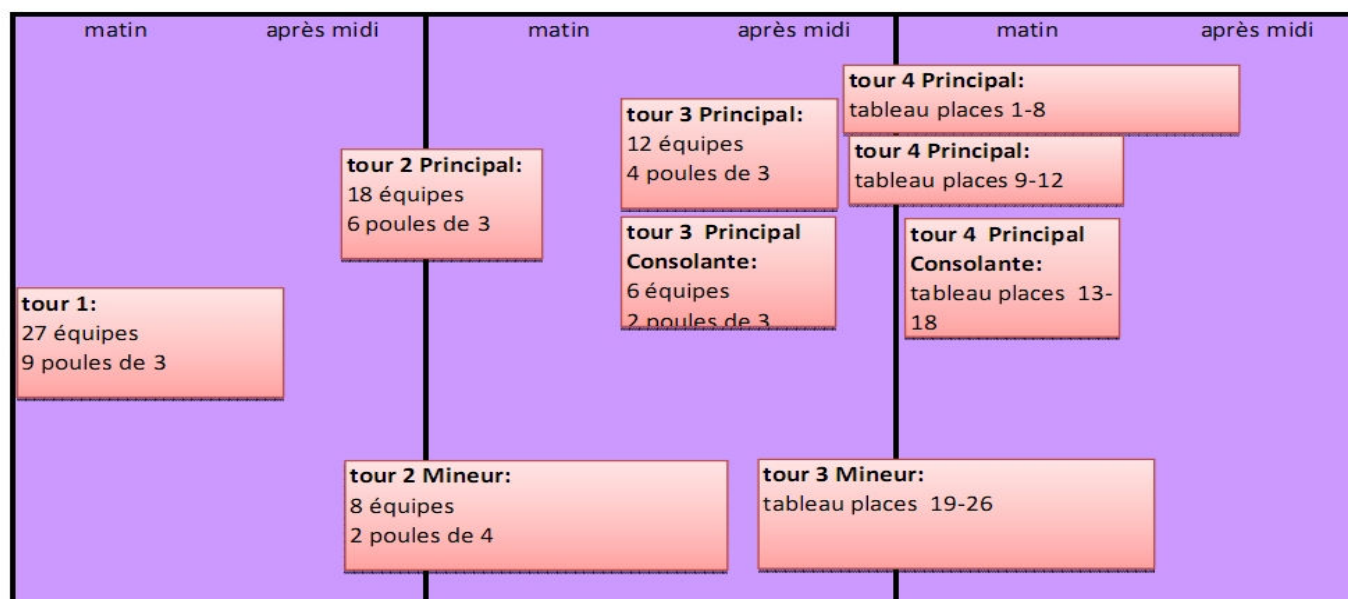 matin après midi matin après midi matin après midi
tour 4 Principal:
tableau places 1-8
tour 3 Principal:
12 équipes
4 poules de 3
tour 4 Principal:
tableau places 9-12
tour 2 Principal:
18 équipes
6 poules de 3
tour 3 Principal
Consolante:
6 équipes
2 poules de 3
tour 4 Principal
Consolante:
tableau places 13-
18
tour 1:
27 équipes
9 poules de 3
tour 2 Mineur:
8 équipes
2 poules de 4
tour 3 Mineur:
tableau places 19-26